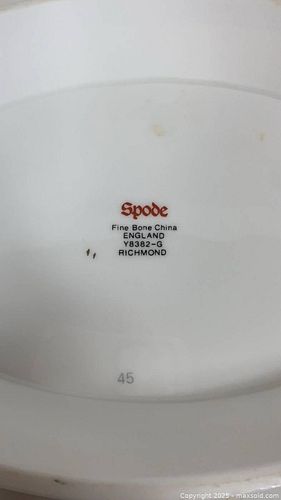 Spode
Fine Bone China
ENGLAND
Y8382-G
RICHMOND
45
Copyright 2025 - maxsold.com